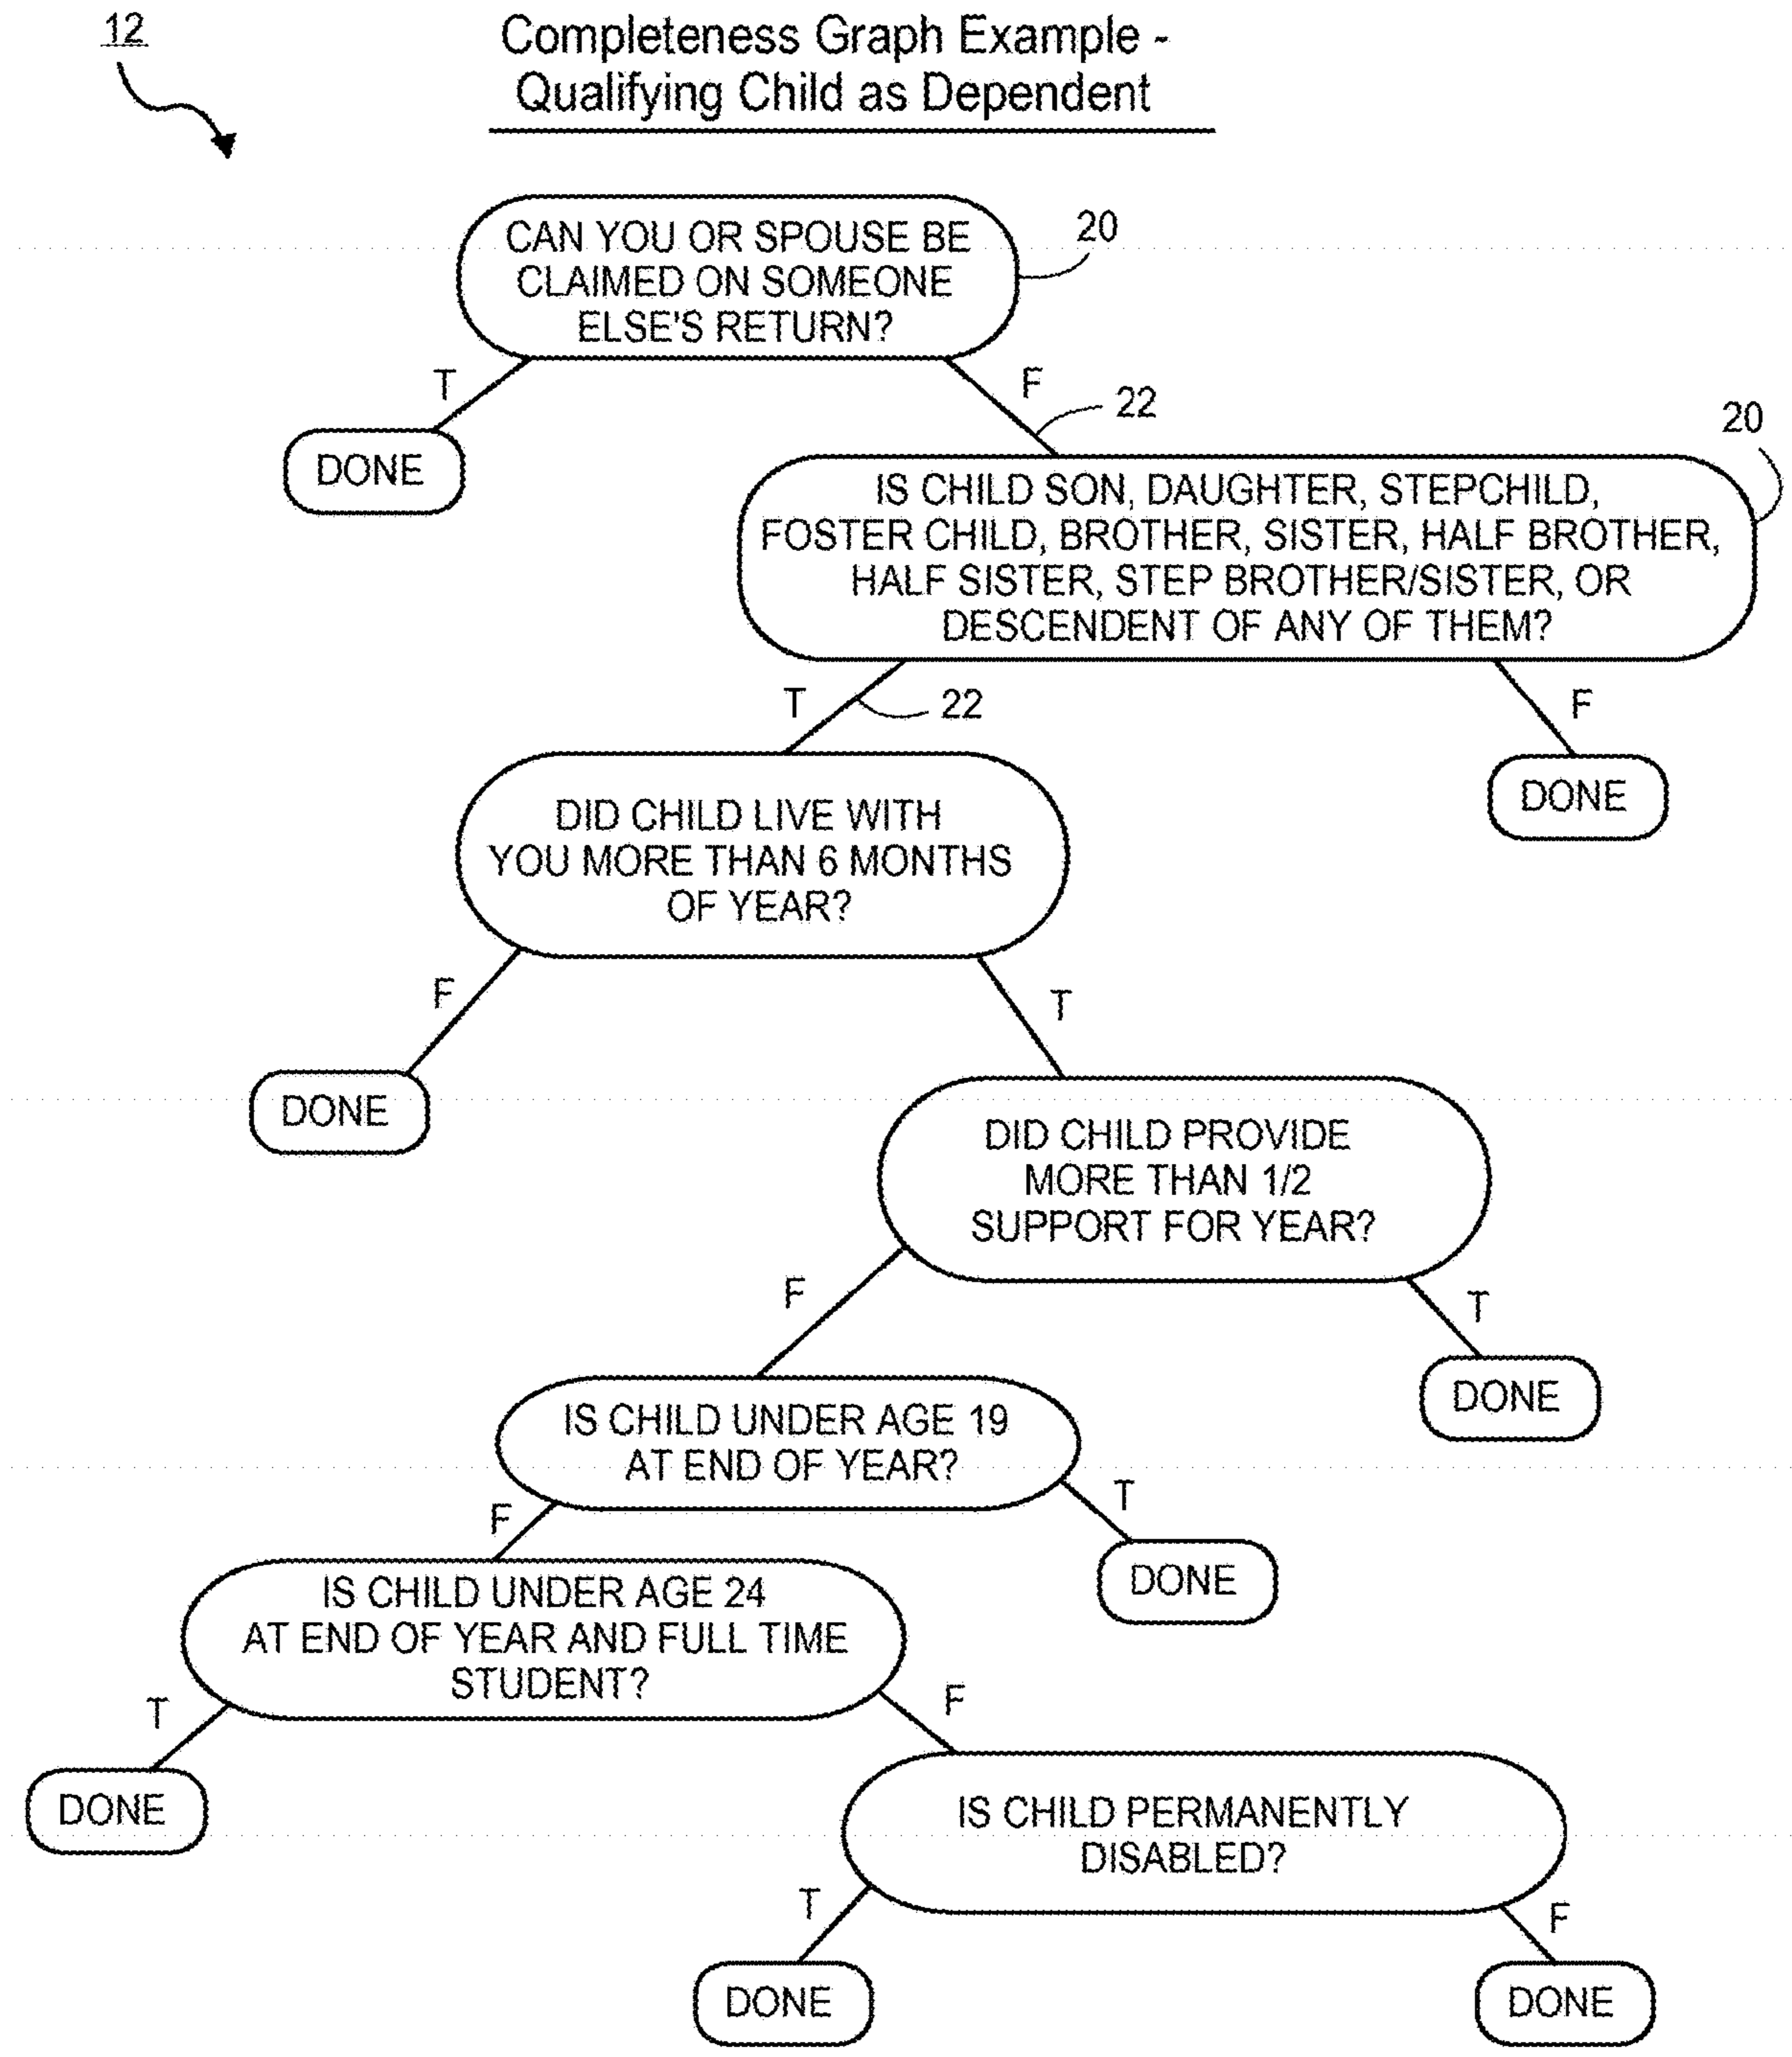 12
Completeness Graph Example -
Qualifying Child as Dependent
CAN YOU OR SPOUSE BE
CLAIMED ON SOMEONE
ELSE'S RETURN?
20
T
F
22
DONE
20
IS CHILD SON, DAUGHTER, STEPCHILD,
FOSTER CHILD, BROTHER, SISTER, HALF BROTHER,
HALF SISTER, STEP BROTHER/SISTER, OR
DESCENDENT OF ANY OF THEM?
T
22
F
DID CHILD LIVE WITH
YOU MORE THAN 6 MONTHS
OF YEAR?
DONE
F
T
DONE
DID CHILD PROVIDE
MORE THAN 1/2
SUPPORT FOR YEAR?
F
T
IS CHILD UNDER AGE 19
AT END OF YEAR?
DONE
F
T
IS CHILD UNDER AGE 24
AT END OF YEAR AND FULL TIME
STUDENT?
DONE
T
F
DONE
IS CHILD PERMANENTLY
DISABLED?
T
F
DONE
DONE